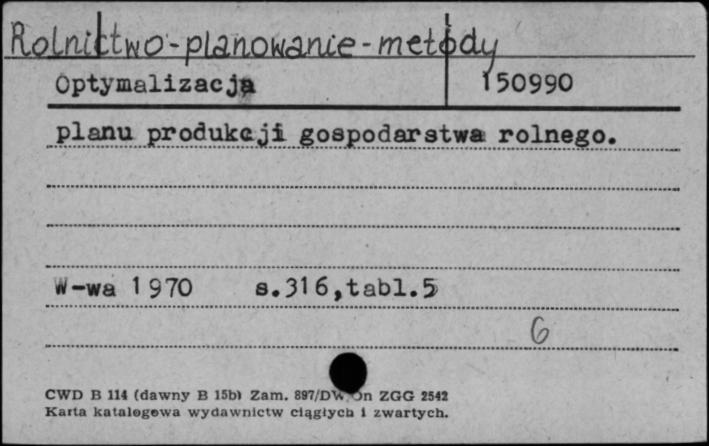 Rolnictwo-planowanie-metody
Optymalizacja 150990
planu produkcji gospodarstwa rolnego.
W-wa 1970 s.316,tabl.5
6
CWD B 114 (dawny B 15b) Zam. 897/DW/On ZGG 2542
Karta katalogowa wydawnictw ciągłych i zwartych.